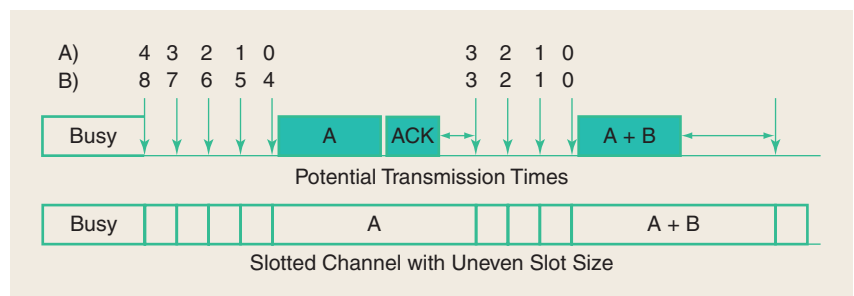 A) 4 3 2 1 0 3 2 1 0
B) 8 7 6 5 4 3 2 1 0
Busy A ACK A + B
Potential Transmission Times
Busy A A + B
Slotted Channel with Uneven Slot Size